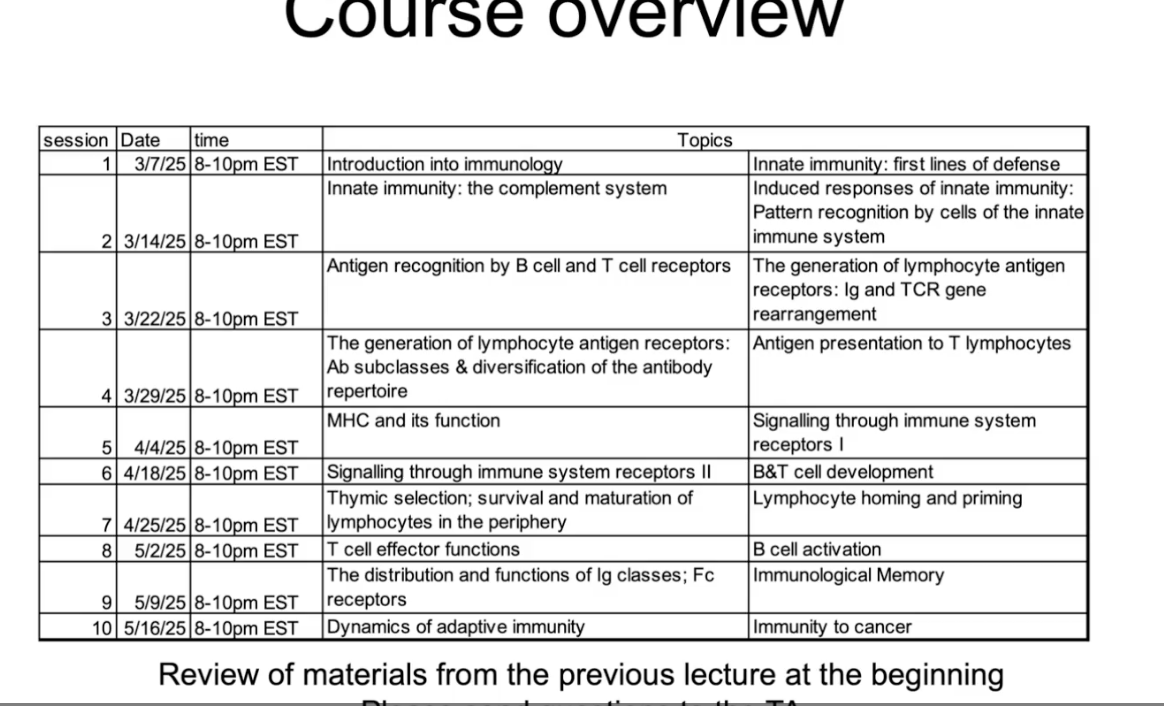 Course overview
session Date time Topics
1 3/7/25 8-10pm EST Introduction into immunology Innate immunity: first lines of defense
Innate immunity: the complement system Induced responses of innate immunity:
Pattern recognition by cells of the innate
2 3/14/25 8-10pm EST immune system
Antigen recognition by B cell and T cell receptors The generation of lymphocyte antigen
receptors: Ig and TCR gene
3 3/22/25 8-10pm EST rearrangement
The generation of lymphocyte antigen receptors: Antigen presentation to T lymphocytes
Ab subclasses & diversification of the antibody
4 3/29/25 8-10pm EST repertoire
MHC and its function Signalling through immune system
5 4/4/25 8-10pm EST receptors I
6 4/18/25 8-10pm EST Signalling through immune system receptors II B&T cell development
Thymic selection; survival and maturation of Lymphocyte homing and priming
7 4/25/25 8-10pm EST lymphocytes in the periphery
8 5/2/25 8-10pm EST T cell effector functions B cell activation
The distribution and functions of Ig classes; Fc Immunological Memory
9 5/9/25 8-10pm EST receptors
10 5/16/25 8-10pm EST Dynamics of adaptive immunity Immunity to cancer
Review of materials from the previous lecture at the beginning